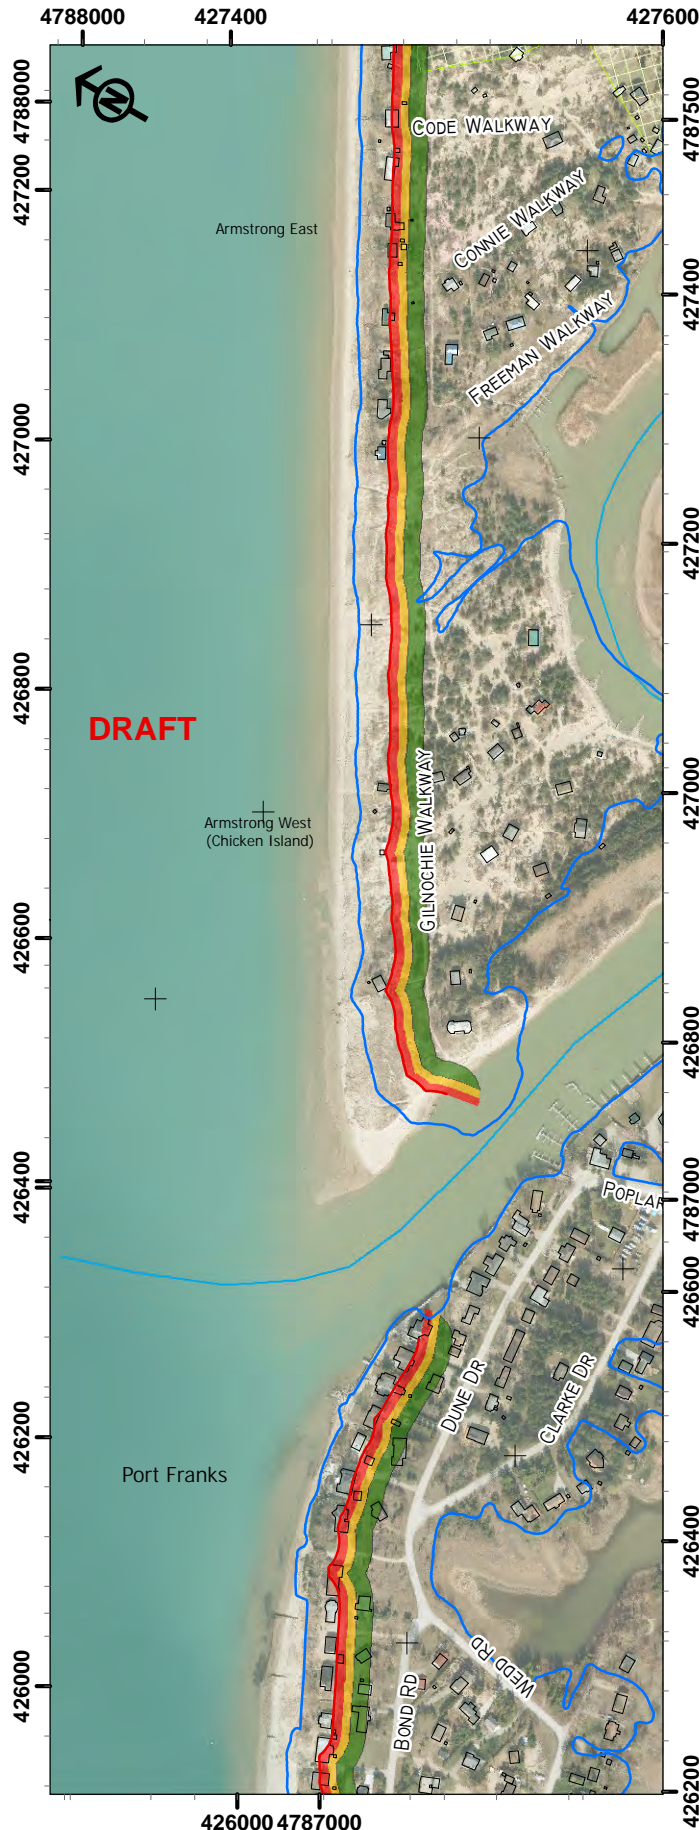 4788000
427400
427600
4788000
427200
427000
426800
426600
426400
426200
426000
N
CODE WALKWAY
Armstrong East
CONNIE WALKWAY
FREEMAN WALKWAY
DRAFT
GILNOCHIE WALKWAY
Armstrong West
(Chicken Island)
POPLAR
DUNE DR
CLARKE DR
Port Franks
WEDD RD
BOND RD
4787500
427400
427200
427000
426800
4787000
426600
426400
426200
426000
4787000